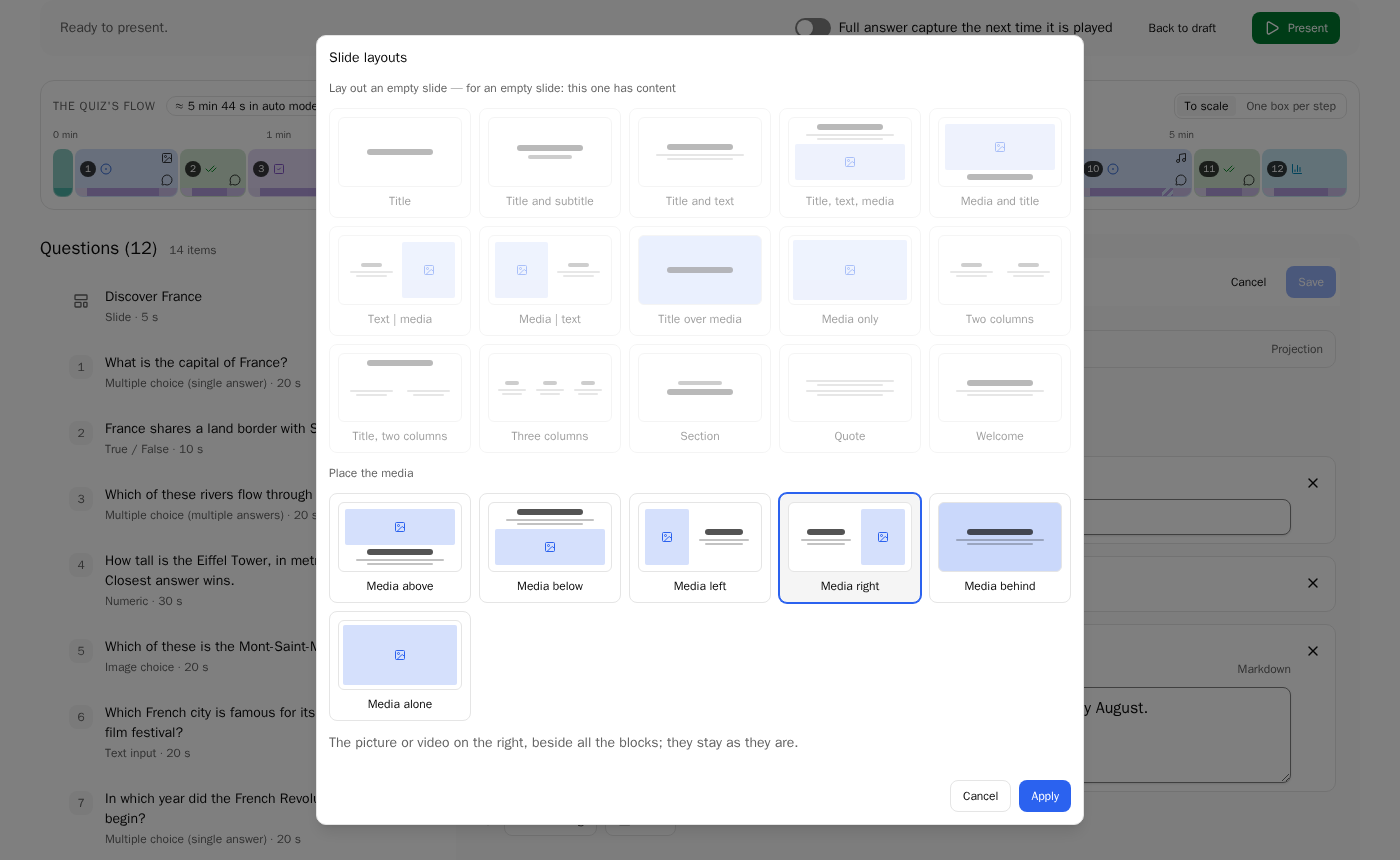 Ready to present.
Full answer capture the next time it is played
Back to draft
Present
Slide layouts
Lay out an empty slide — for an empty slide: this one has content
THE QUIZ'S FLOW
≈ 5 min 44 s in auto mode
To scale
One box per step
0 min
1 min
5 min
1
2
3
10
11
12
Title
Title and subtitle
Title and text
Title, text, media
Media and title
Questions (12)
14 items
Text | media
Media | text
Title over media
Media only
Two columns
Cancel
Save
Discover France
Slide · 5 s
Projection
1
What is the capital of France?
Multiple choice (single answer) · 20 s
Title, two columns
Three columns
Section
Quote
Welcome
2
France shares a land border with S
True / False · 10 s
Place the media
3
Which of these rivers flow through
Multiple choice (multiple answers) · 20 s
Media above
Media below
Media left
Media right
Media behind
4
How tall is the Eiffel Tower, in met
Closest answer wins.
Numeric · 30 s
Media alone
5
Which of these is the Mont-Saint-M
Image choice · 20 s
Markdown
6
Which French city is famous for its
film festival?
Text input · 20 s
y August.
The picture or video on the right, beside all the blocks; they stay as they are.
7
In which year did the French Revolu
begin?
Multiple choice (single answer) · 20 s
Cancel
Apply